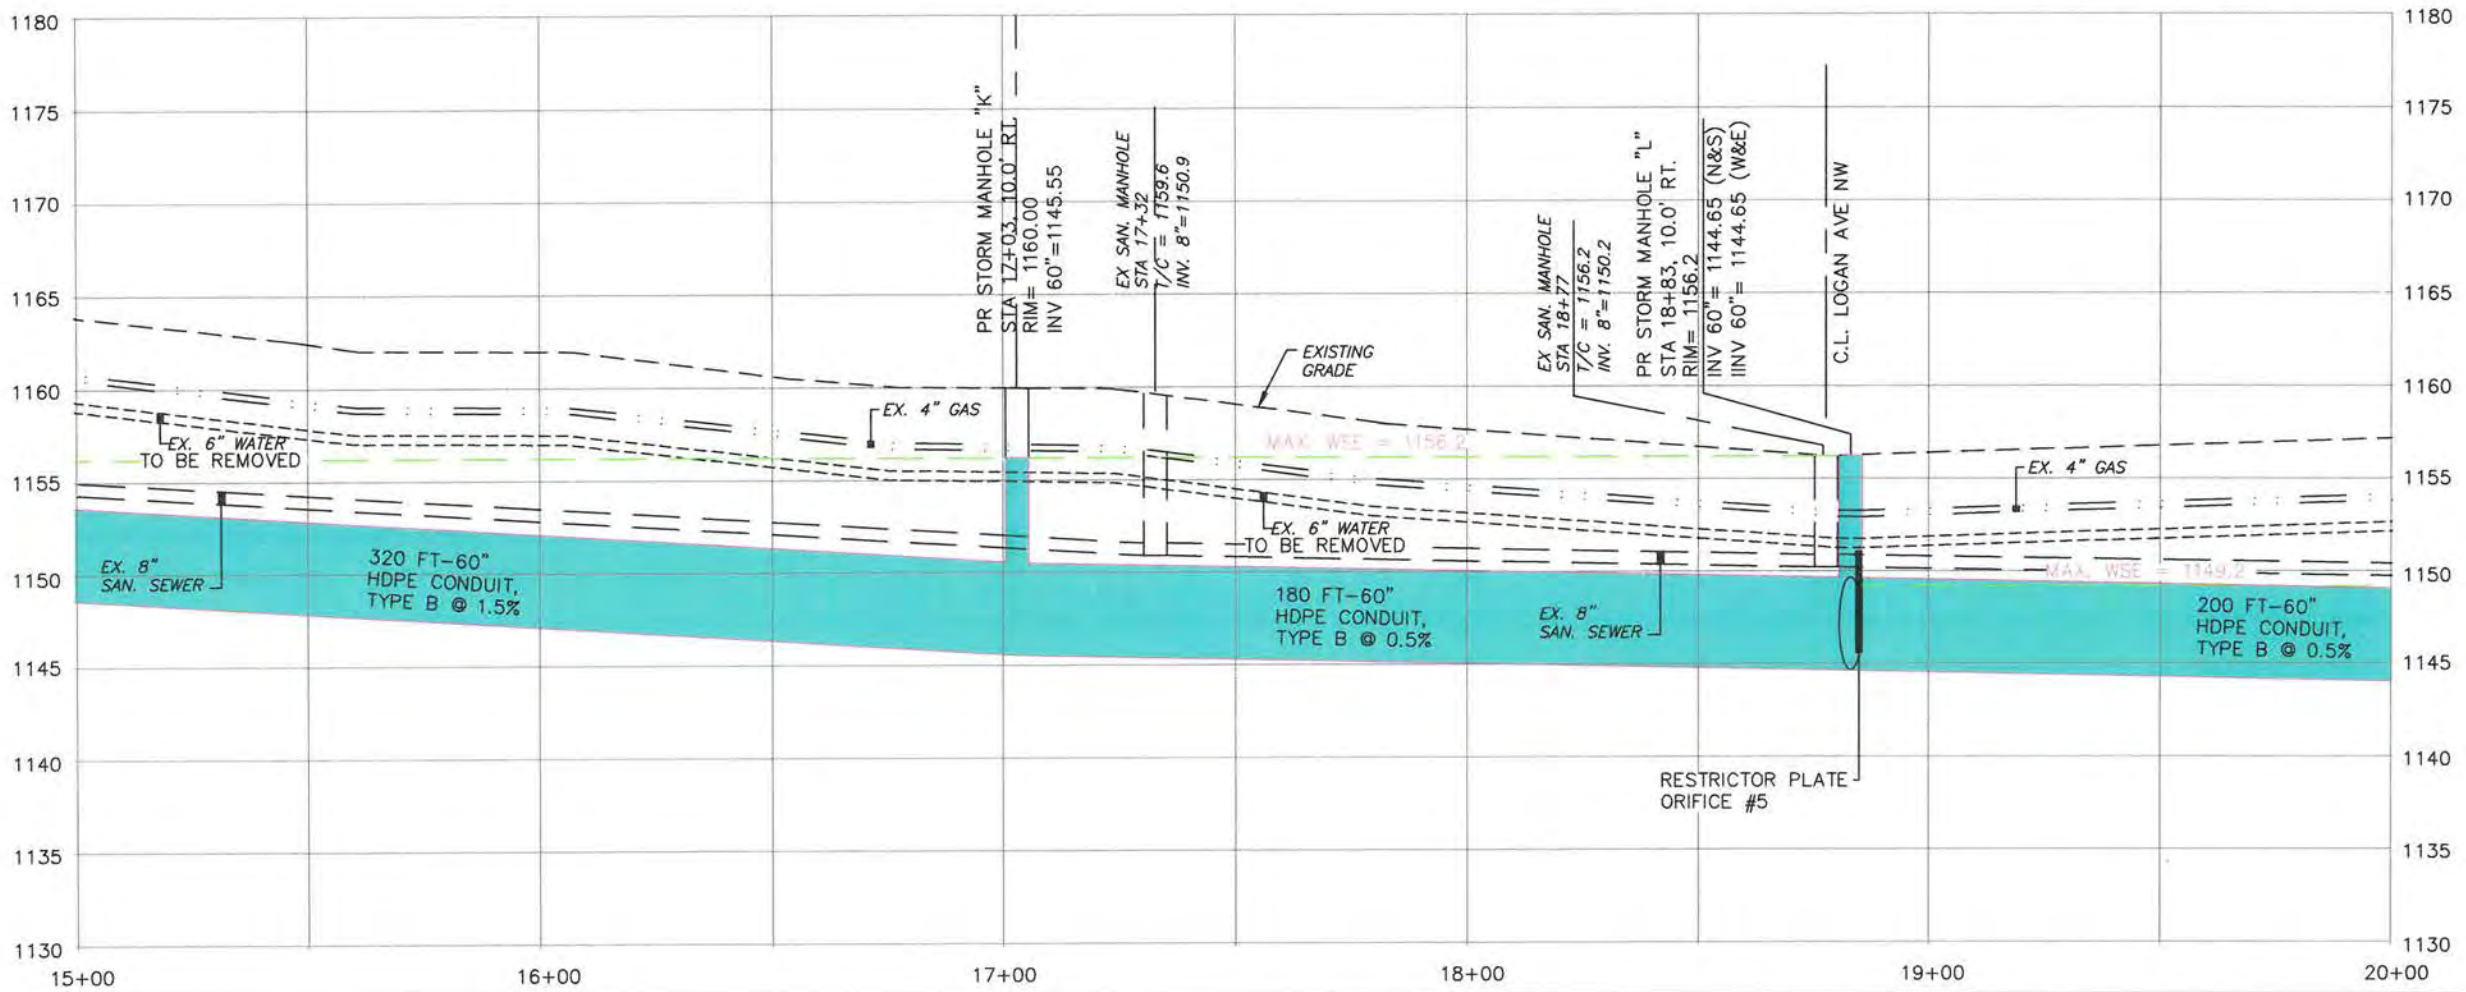 1180
1175
1170
1165
1160
1155
1150
1145
1140
1135
1130
1180
1175
1170
1165
1160
1155
1150
1145
1140
1135
1130
PR STORM MANHOLE "K"
STA 17+03, 10.0' RT.
RIM= 1160.00
INV 60"=1145.55
EX SAN. MANHOLE
STA 17+32
T/C = 1159.6
INV. 8"=1150.9
EX SAN. MANHOLE
STA 18+77
T/C = 1156.2
INV. 8"=1150.2
PR STORM MANHOLE "L"
STA 18+83, 10.0' RT.
RIM= 1156.2
INV 60"= 1144.65 (N&S)
IINV 60"= 1144.65 (W&E)
C.L. LOGAN AVE NW
EXISTING
GRADE
EX. 4" GAS
EX. 6" WATER
TO BE REMOVED
MAX. WSE = 1156.2
EX. 4" GAS
EX. 6" WATER
TO BE REMOVED
EX. 8"
SAN. SEWER
320 FT-60"
HDPE CONDUIT,
TYPE B @ 1.5%
180 FT-60"
HDPE CONDUIT,
TYPE B @ 0.5%
EX. 8"
SAN. SEWER
MAX. WSE = 1149.2
200 FT-60"
HDPE CONDUIT,
TYPE B @ 0.5%
RESTRICTOR PLATE
ORIFICE #5
15+00
16+00
17+00
18+00
19+00
20+00